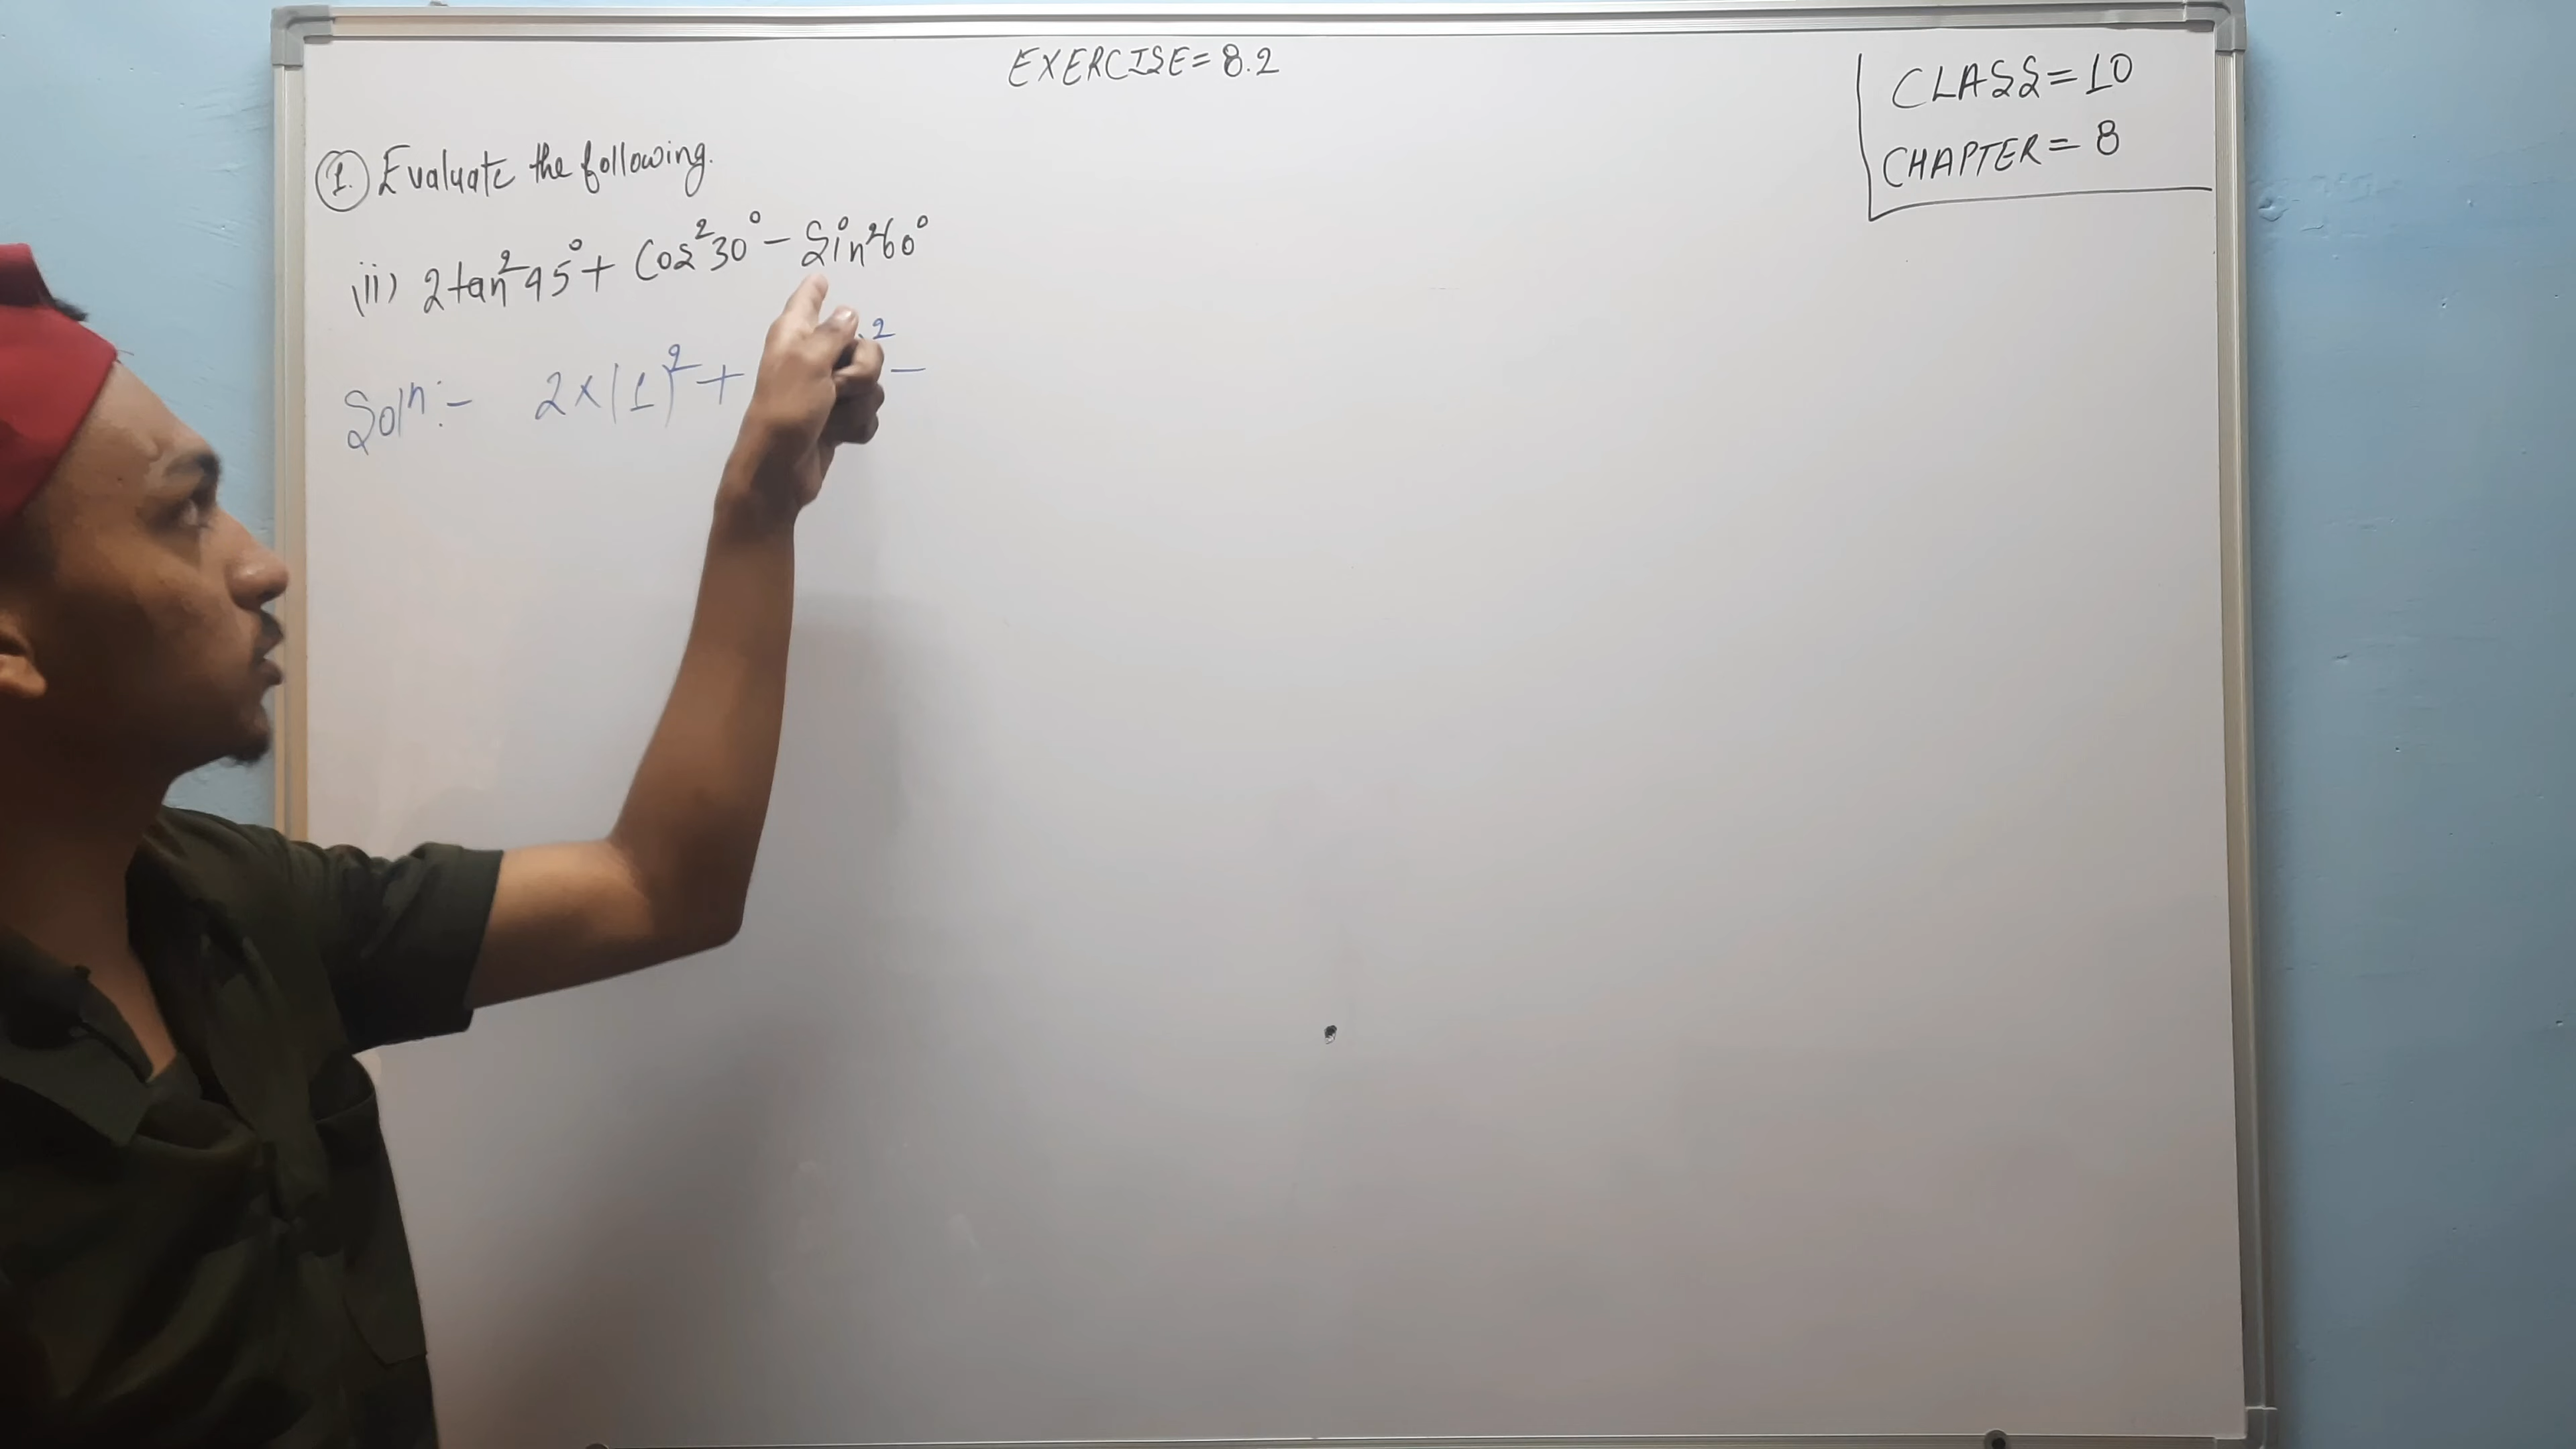 EXERCISE = 8.2
CLASS = 10
CHAPTER = 8
1. Evaluate the following.
(ii) 2tan²45° + Cos²30° - Sin²60°
Solⁿ:- 2×(1)² + ² -